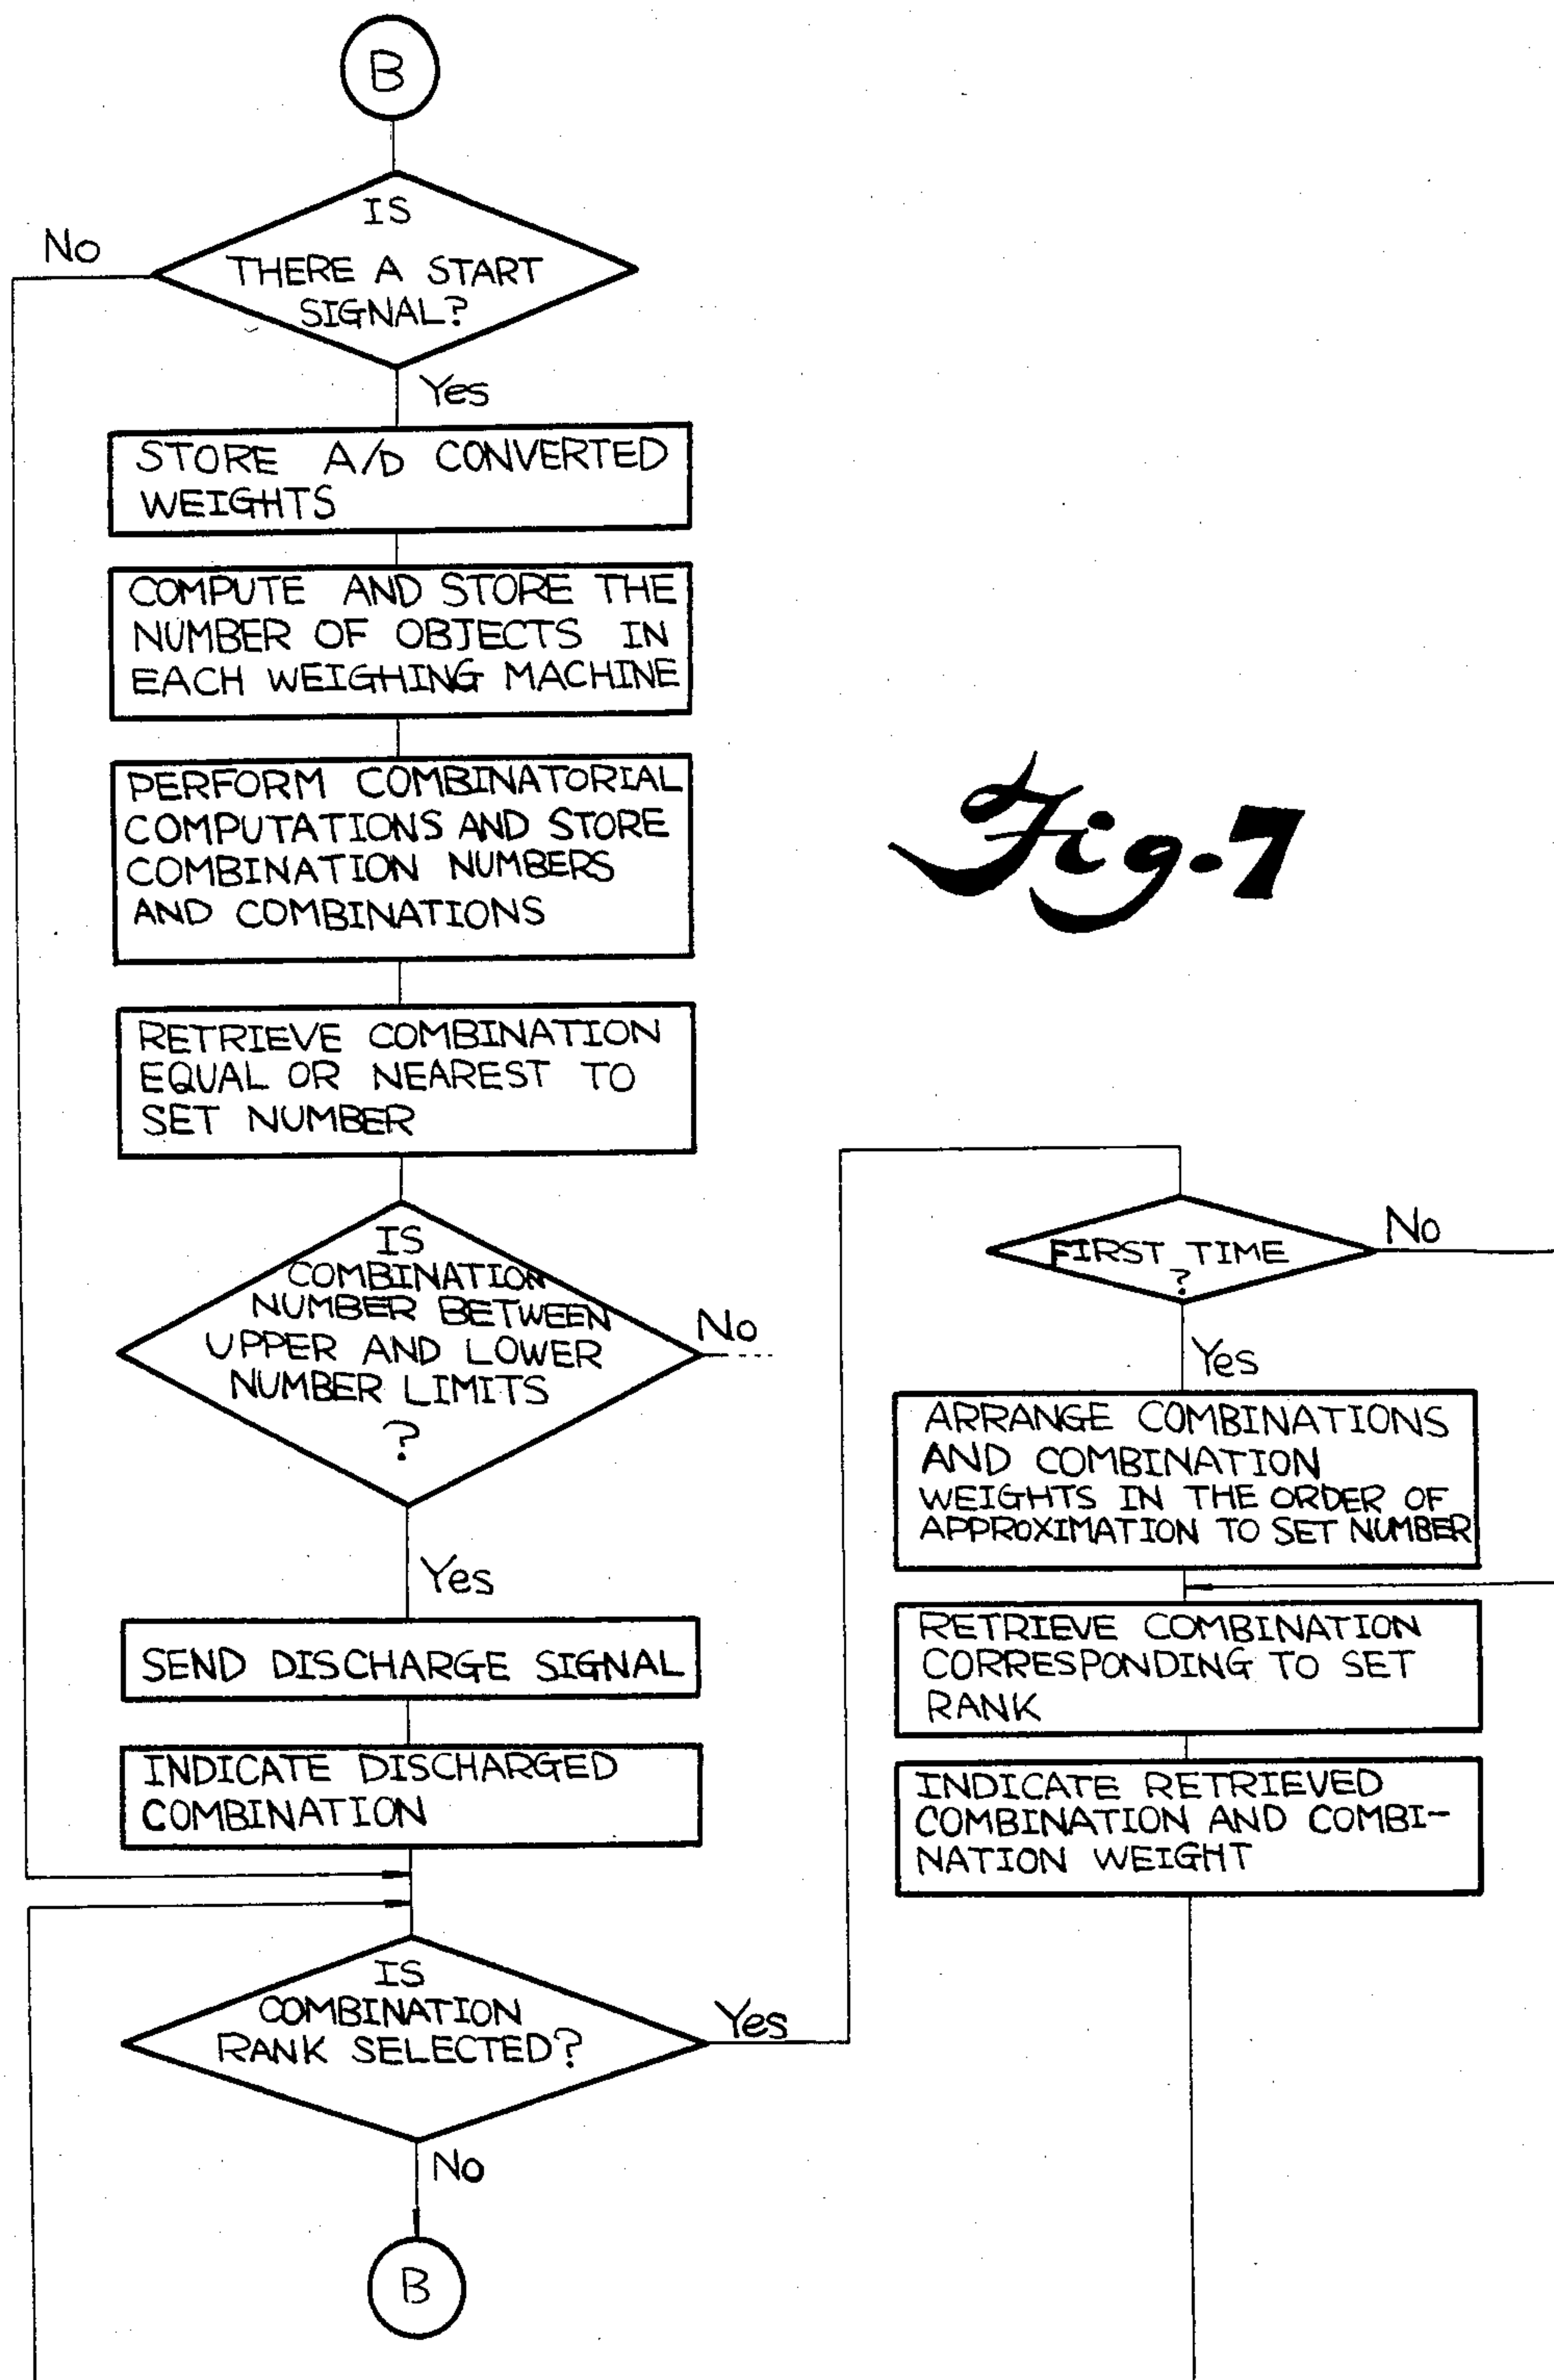 B
IS
THERE A START
SIGNAL?
No
Yes
STORE A/D CONVERTED
WEIGHTS
COMPUTE AND STORE THE
NUMBER OF OBJECTS IN
EACH WEIGHING MACHINE
PERFORM COMBINATORIAL
COMPUTATIONS AND STORE
COMBINATION NUMBERS
AND COMBINATIONS
RETRIEVE COMBINATION
EQUAL OR NEAREST TO
SET NUMBER
IS
COMBINATION
NUMBER BETWEEN
UPPER AND LOWER
NUMBER LIMITS
?
No
Yes
SEND DISCHARGE SIGNAL
INDICATE DISCHARGED
COMBINATION
IS
COMBINATION
RANK SELECTED?
Yes
No
B
Fig. 7
FIRST TIME
?
No
Yes
ARRANGE COMBINATIONS
AND COMBINATION
WEIGHTS IN THE ORDER OF
APPROXIMATION TO SET NUMBER
RETRIEVE COMBINATION
CORRESPONDING TO SET
RANK
INDICATE RETRIEVED
COMBINATION AND COMBI-
NATION WEIGHT